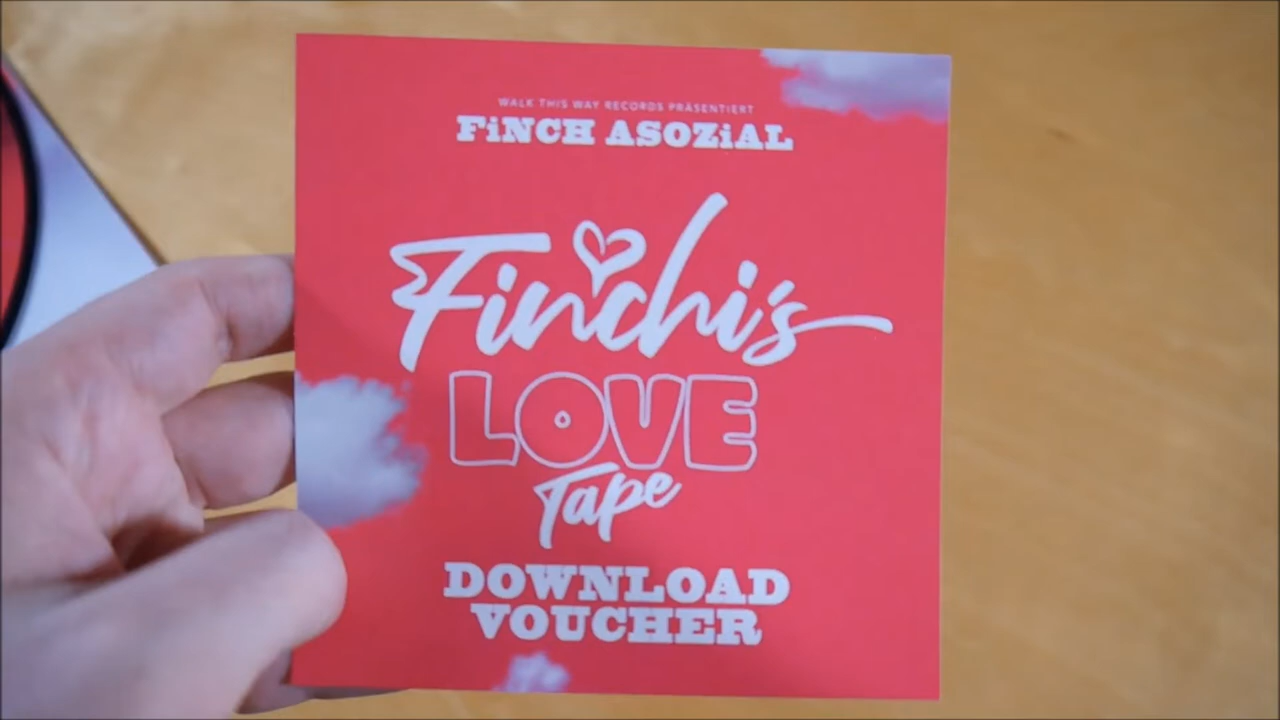 WALK THIS WAY RECORDS PRÄSENTIERT
FiNCH ASOZiAL
Finchi's
LOVE
Tape
DOWNLOAD
VOUCHER